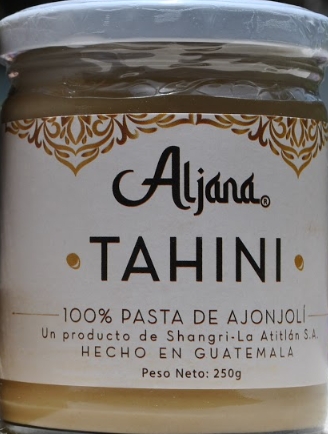 Aljana®
TAHINI
100% PASTA DE AJONJOLÍ
Un producto de Shangri-La Atitlán S.A.
HECHO EN GUATEMALA
Peso Neto: 250g